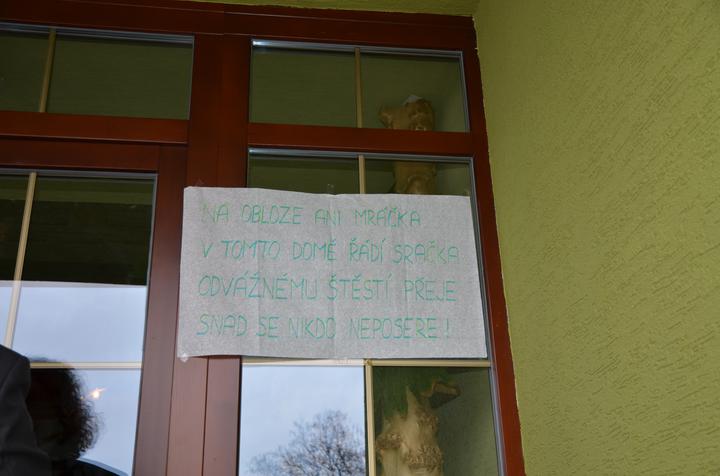 NA OBLOZE ANI MRÁČKA
V TOMTO DOMĚ ŘÁDÍ SRAČKA
ODVÁŽNÉMU ŠTĚSTÍ PŘEJE
SNAD SE NIKDO NEPOSERE!